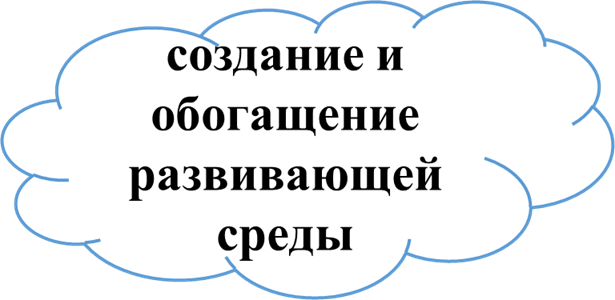 создание и
обогащение
развивающей
среды